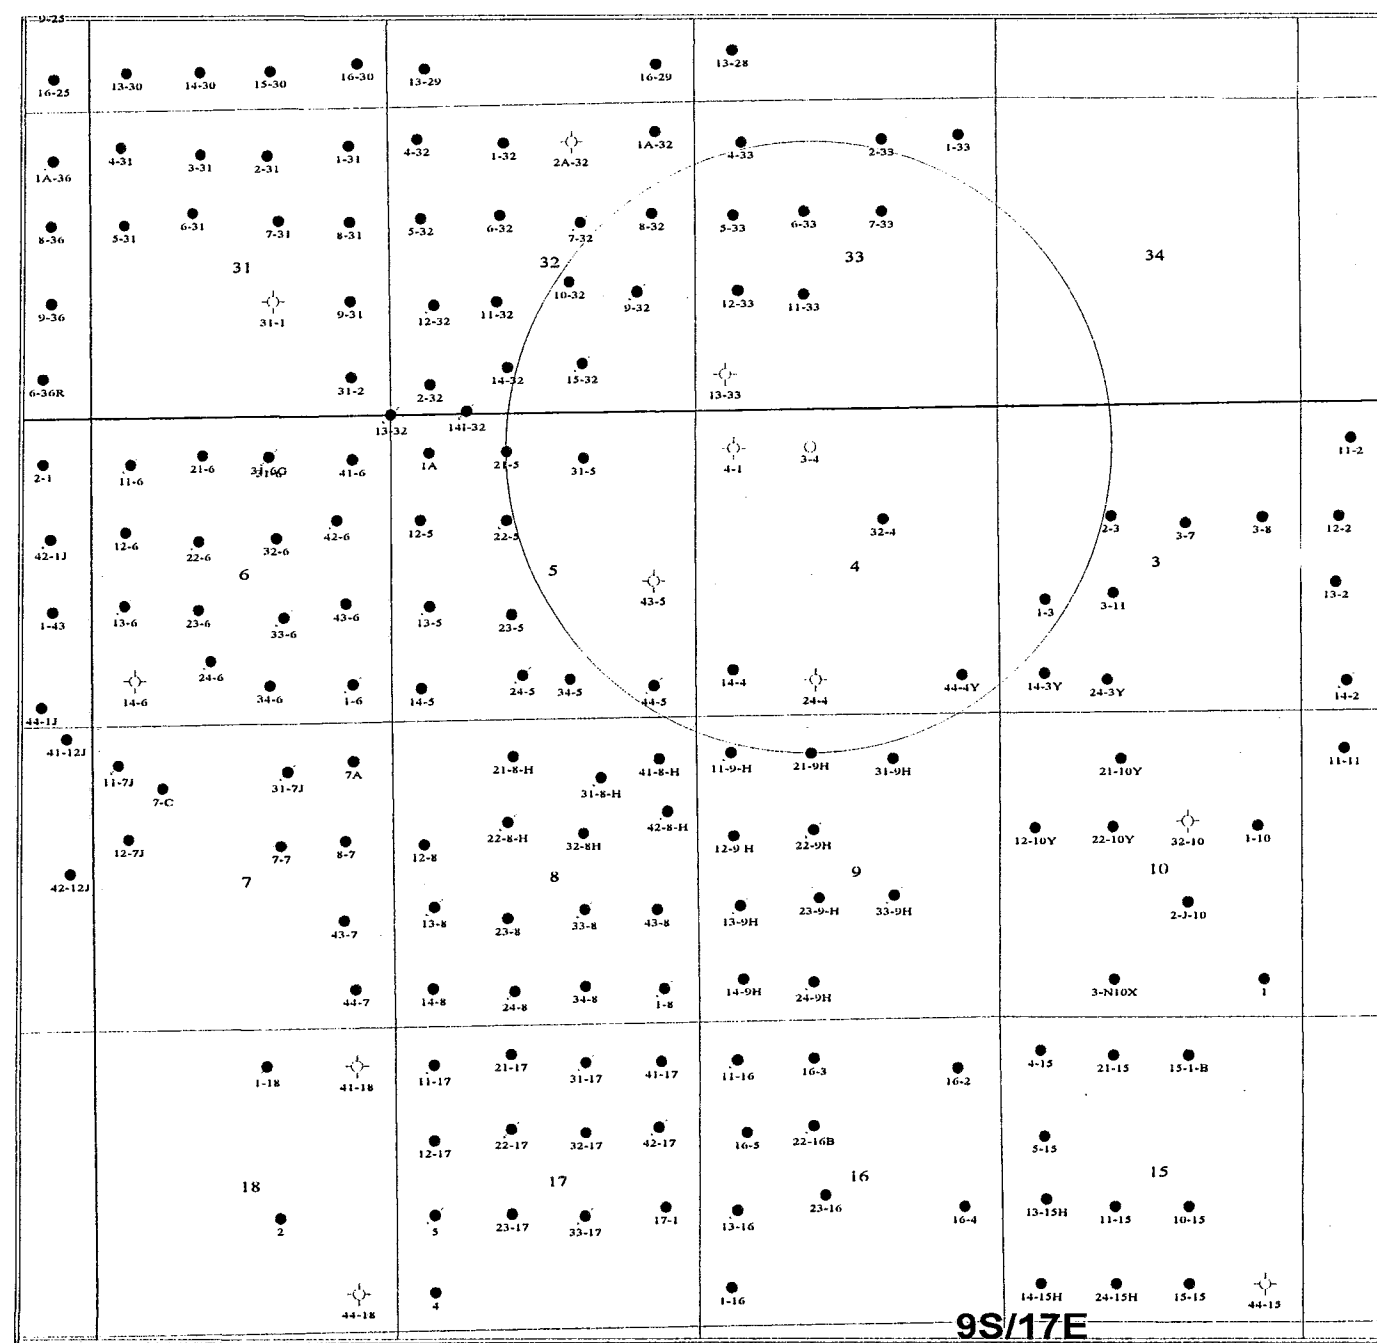 9-25
16-25 13-30 14-30 15-30 16-30 13-29 16-29 13-28
1A-36 4-31 3-31 2-31 1-31 4-32 1-32 2A-32 1A-32 4-33 2-33 1-33
8-36 5-31 6-31 7-31 8-31 5-32 6-32 7-32 8-32 5-33 6-33 7-33
31 32 33 34
9-36 31-1 9-31 12-32 11-32 10-32 9-32 12-33 11-33
6-36R 31-2 2-32 14-32 15-32 13-33
13-32 14I-32
2-1 11-6 21-6 31-6G 41-6 1A 21-5 31-5 4-1 3-4 11-2
42-1J 12-6 22-6 32-6 42-6 12-5 22-5 32-4 2-3 3-7 3-8 12-2
6 5 4 3
1-43 13-6 23-6 33-6 43-6 13-5 23-5 43-5 1-3 3-11 13-2
44-1J 14-6 24-6 34-6 1-6 14-5 24-5 34-5 44-5 14-4 24-4 44-4Y 14-3Y 24-3Y 14-2
41-12J 11-7J 7-C 31-7J 7A 21-8-H 31-8-H 41-8-H 11-9-H 21-9H 31-9H 21-10Y 11-11
12-7J 7-7 8-7 12-8 22-8-H 32-8H 42-8-H 12-9 H 22-9H 12-10Y 22-10Y 32-10 1-10
42-12J 7 8 9 10
43-7 13-8 23-8 33-8 43-8 13-9H 23-9-H 33-9H 2-J-10
44-7 14-8 24-8 34-8 1-8 14-9H 24-9H 3-N10X 1
1-18 41-18 11-17 21-17 31-17 41-17 11-16 16-3 16-2 4-15 21-15 15-1-B
12-17 22-17 32-17 42-17 16-5 22-16B 5-15
18 17 16 15
2 5 23-17 33-17 17-1 13-16 23-16 16-4 13-15H 11-15 10-15
44-18 4 1-16 14-15H 24-15H 15-15 44-15
9S/17E